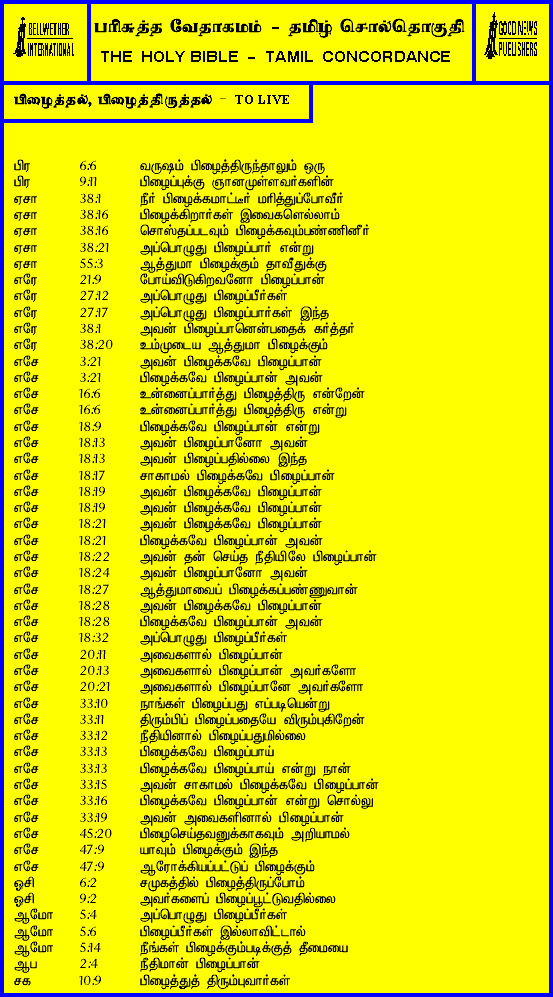 BELLWETHER
INTERNATIONAL
பரிசுத்த வேதாகமம் - தமிழ் சொல்தொகுதி
THE HOLY BIBLE - TAMIL CONCORDANCE
GOOD NEWS
PUBLISHERS
பிழைத்தல், பிழைத்திருத்தல் - TO LIVE
பிர 6:6 வருஷம் பிழைத்திருந்தாலும் ஒரு
பிர 9:11 பிழைப்புக்கு ஞானமுள்ளவர்களின்
ஏசா 38:1 நீர் பிழைக்கமாட்டீர் மரித்துப்போவீர்
ஏசா 38:16 பிழைக்கிறார்கள் இவைகளெல்லாம்
ஏசா 38:16 சொஸ்தப்படவும் பிழைக்கவும்பண்ணினீர்
ஏசா 38:21 அப்பொழுது பிழைப்பார் என்று
ஏசா 55:3 ஆத்துமா பிழைக்கும் தாவீதுக்கு
எரே 21:9 போய்விடுகிறவனோ பிழைப்பான்
எரே 27:12 அப்பொழுது பிழைப்பீர்கள்
எரே 27:17 அப்பொழுது பிழைப்பார்கள் இந்த
எரே 38:1 அவன் பிழைப்பானென்பதைக் கர்த்தர்
எரே 38:20 உம்முடைய ஆத்துமா பிழைக்கும்
எசே 3:21 அவன் பிழைக்கவே பிழைப்பான்
எசே 3:21 பிழைக்கவே பிழைப்பான் அவன்
எசே 16:6 உன்னைப்பார்த்து பிழைத்திரு என்றேன்
எசே 16:6 உன்னைப்பார்த்து பிழைத்திரு என்று
எசே 18:9 பிழைக்கவே பிழைப்பான் என்று
எசே 18:13 அவன் பிழைப்பானோ அவன்
எசே 18:13 அவன் பிழைப்பதில்லை இந்த
எசே 18:17 சாகாமல் பிழைக்கவே பிழைப்பான்
எசே 18:19 அவன் பிழைக்கவே பிழைப்பான்
எசே 18:19 அவன் பிழைக்கவே பிழைப்பான்
எசே 18:21 அவன் பிழைக்கவே பிழைப்பான்
எசே 18:21 பிழைக்கவே பிழைப்பான் அவன்
எசே 18:22 அவன் தன் செய்த நீதியிலே பிழைப்பான்
எசே 18:24 அவன் பிழைப்பானோ அவன்
எசே 18:27 ஆத்துமாவைப் பிழைக்கப்பண்ணுவான்
எசே 18:28 அவன் பிழைக்கவே பிழைப்பான்
எசே 18:28 பிழைக்கவே பிழைப்பான் அவன்
எசே 18:32 அப்பொழுது பிழைப்பீர்கள்
எசே 20:11 அவைகளால் பிழைப்பான்
எசே 20:13 அவைகளால் பிழைப்பான் அவர்களோ
எசே 20:21 அவைகளால் பிழைப்பானே அவர்களோ
எசே 33:10 நாங்கள் பிழைப்பது எப்படியென்று
எசே 33:11 திரும்பிப் பிழைப்பதையே விரும்புகிறேன்
எசே 33:12 நீதியினால் பிழைப்பதுமில்லை
எசே 33:13 பிழைக்கவே பிழைப்பாய்
எசே 33:13 பிழைக்கவே பிழைப்பாய் என்று நான்
எசே 33:15 அவன் சாகாமல் பிழைக்கவே பிழைப்பான்
எசே 33:16 பிழைக்கவே பிழைப்பான் என்று சொல்லு
எசே 33:19 அவன் அவைகளினால் பிழைப்பான்
எசே 45:20 பிழைசெய்தவனுக்காகவும் அறியாமல்
எசே 47:9 யாவும் பிழைக்கும் இந்த
எசே 47:9 ஆரோக்கியப்பட்டுப் பிழைக்கும்
ஓசி 6:2 சமுகத்தில் பிழைத்திருப்போம்
ஓசி 9:2 அவர்களைப் பிழைப்பூட்டுவதில்லை
ஆமோ 5:4 அப்பொழுது பிழைப்பீர்கள்
ஆமோ 5:6 பிழைப்பீர்கள் இல்லாவிட்டால்
ஆமோ 5:14 நீங்கள் பிழைக்கும்படிக்குத் தீமையை
ஆப 2:4 நீதிமான் பிழைப்பான்
சக 10:9 பிழைத்துத் திரும்புவார்கள்